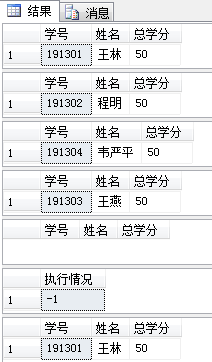 结果 消息
学号 姓名 总学分
1 191301 王林 50
学号 姓名 总学分
1 191302 程明 50
学号 姓名 总学分
1 191304 韦严平 50
学号 姓名 总学分
1 191303 王燕 50
学号 姓名 总学分
执行情况
1 -1
学号 姓名 总学分
1 191301 王林 50